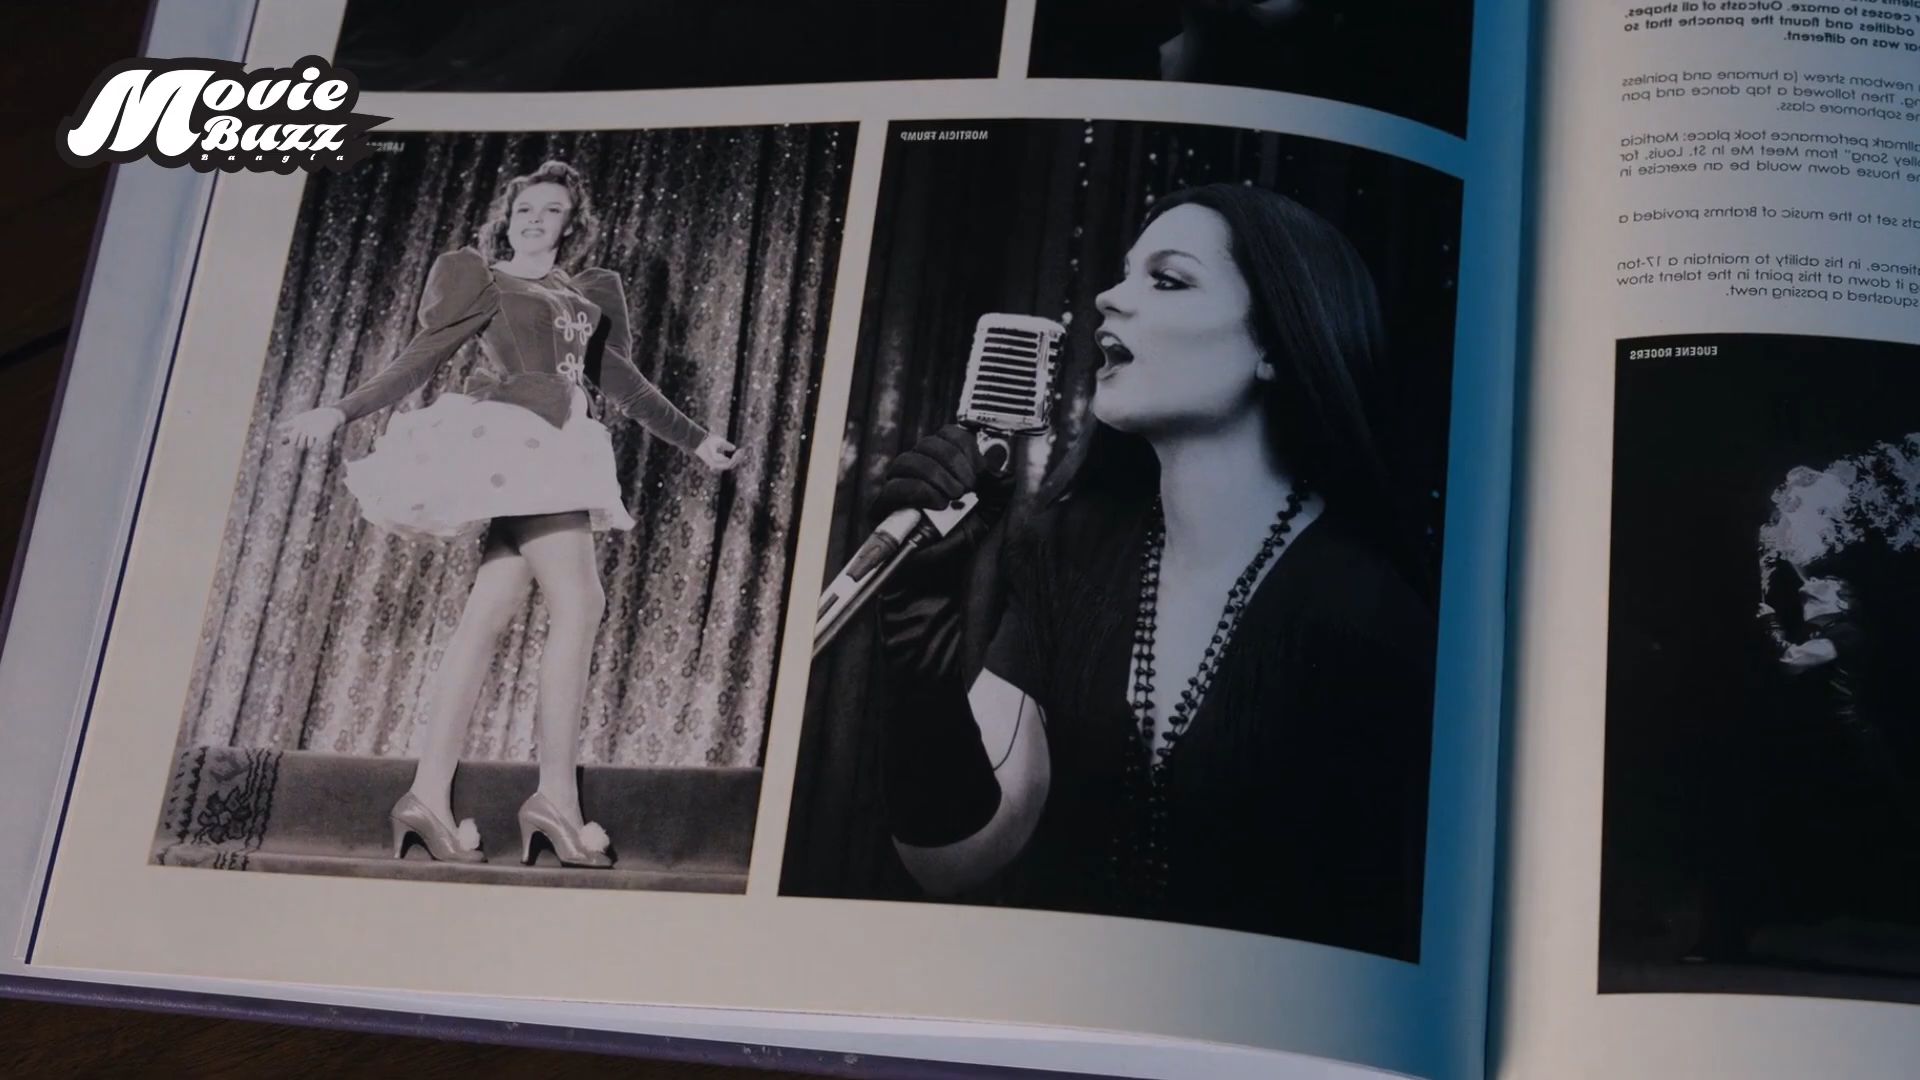 Movie
Buzz
Bangla
MORTICIA FRUMP
ceases to amaze. Outcasts of all shapes,
oddities and flaunt the panache that so
was no different.
newborn shrew (a humane and painless
Then followed a tap dance and pan
sophomore class.
performance took place: Morticia
Song" from Meet Me in St. Louis, for
house down would be an exercise in
set to the music of Brahms provided a
in his ability to maintain a 17-ton
it down at this point in the talent show
squashed a passing newt.
EUGENE ROGERS